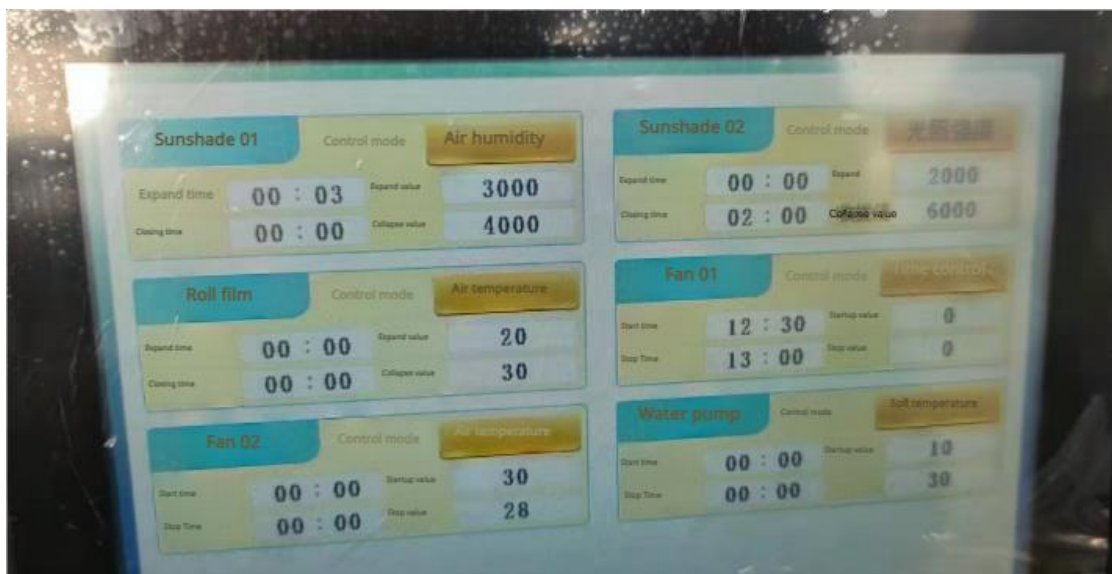 Sunshade 01 Control mode Air humidity
Expand time 00 : 03 Expand value 3000
Closing time 00 : 00 Collapse value 4000
Sunshade 02 Control mode
Expand time 00 : 00 Expand 2000
Closing time 02 : 00 Collapse value 6000
Roll film Control mode Air temperature
Expand time 00 : 00 Expand value 20
Closing time 00 : 00 Collapse value 30
Fan 01 Control mode Time control
Start time 12 : 30 Startup value 0
Stop Time 13 : 00 Stop value 0
Fan 02 Control mode Air temperature
Start time 00 : 00 Startup value 30
Stop Time 00 : 00 Stop value 28
Water pump Control mode Soil temperature
Start time 00 : 00 Startup value 10
Stop Time 00 : 00 30